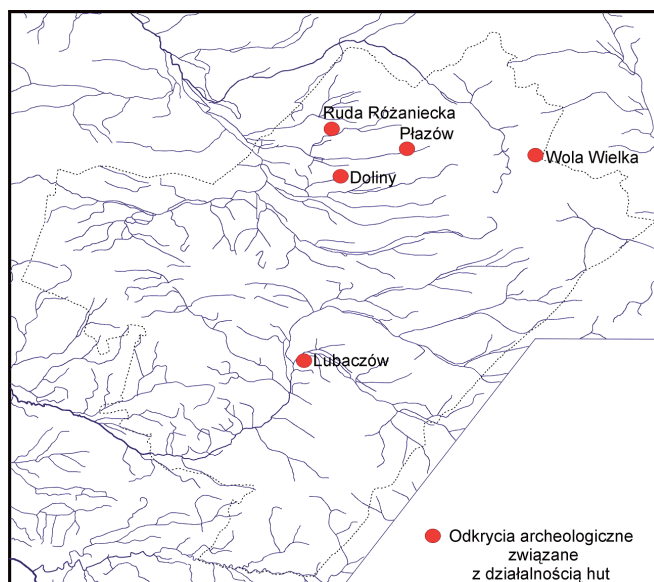 Ruda Różaniecka
Płazów
Wola Wielka
Doliny
Lubaczów
Odkrycia archeologiczne
związane
z działalnością hut